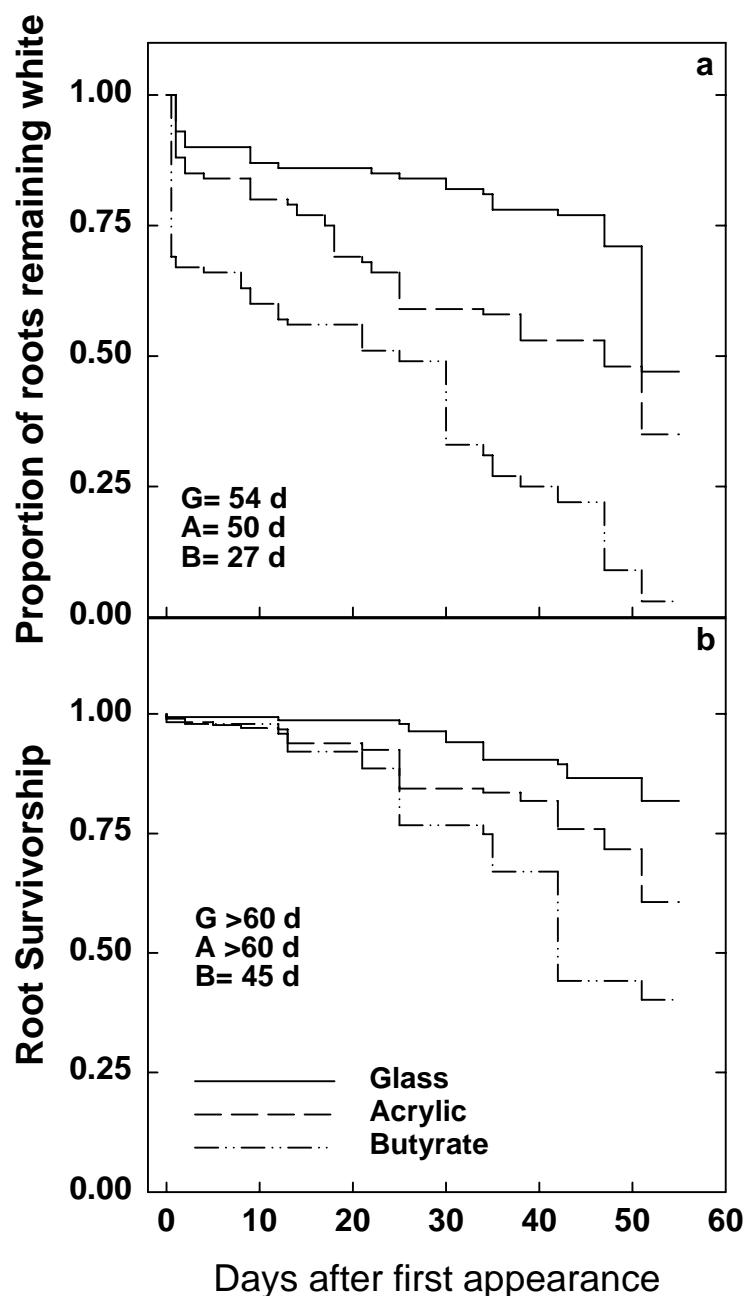 Proportion of roots remaining white
a
1.00
0.75
0.50
0.25
0.00
G= 54 d
A= 50 d
B= 27 d
Root Survivorship
b
1.00
0.75
0.50
0.25
0.00
G >60 d
A >60 d
B= 45 d
Glass
Acrylic
Butyrate
0 10 20 30 40 50 60
Days after first appearance